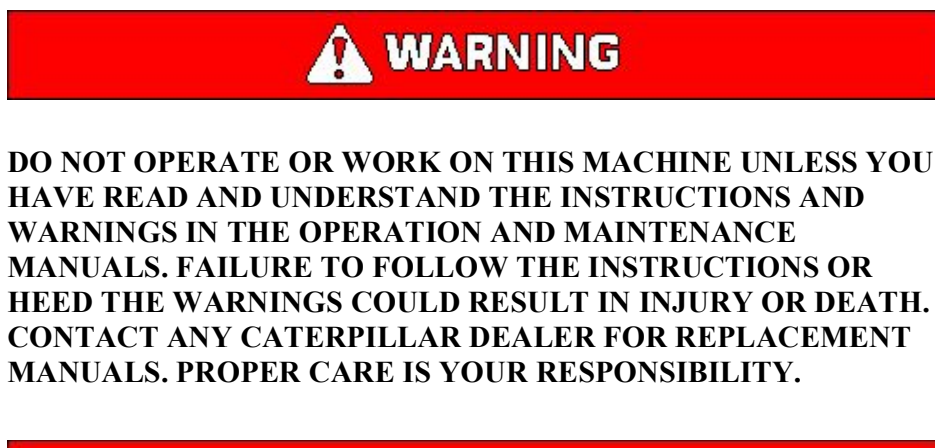 WARNING
DO NOT OPERATE OR WORK ON THIS MACHINE UNLESS YOU
HAVE READ AND UNDERSTAND THE INSTRUCTIONS AND
WARNINGS IN THE OPERATION AND MAINTENANCE
MANUALS. FAILURE TO FOLLOW THE INSTRUCTIONS OR
HEED THE WARNINGS COULD RESULT IN INJURY OR DEATH.
CONTACT ANY CATERPILLAR DEALER FOR REPLACEMENT
MANUALS. PROPER CARE IS YOUR RESPONSIBILITY.